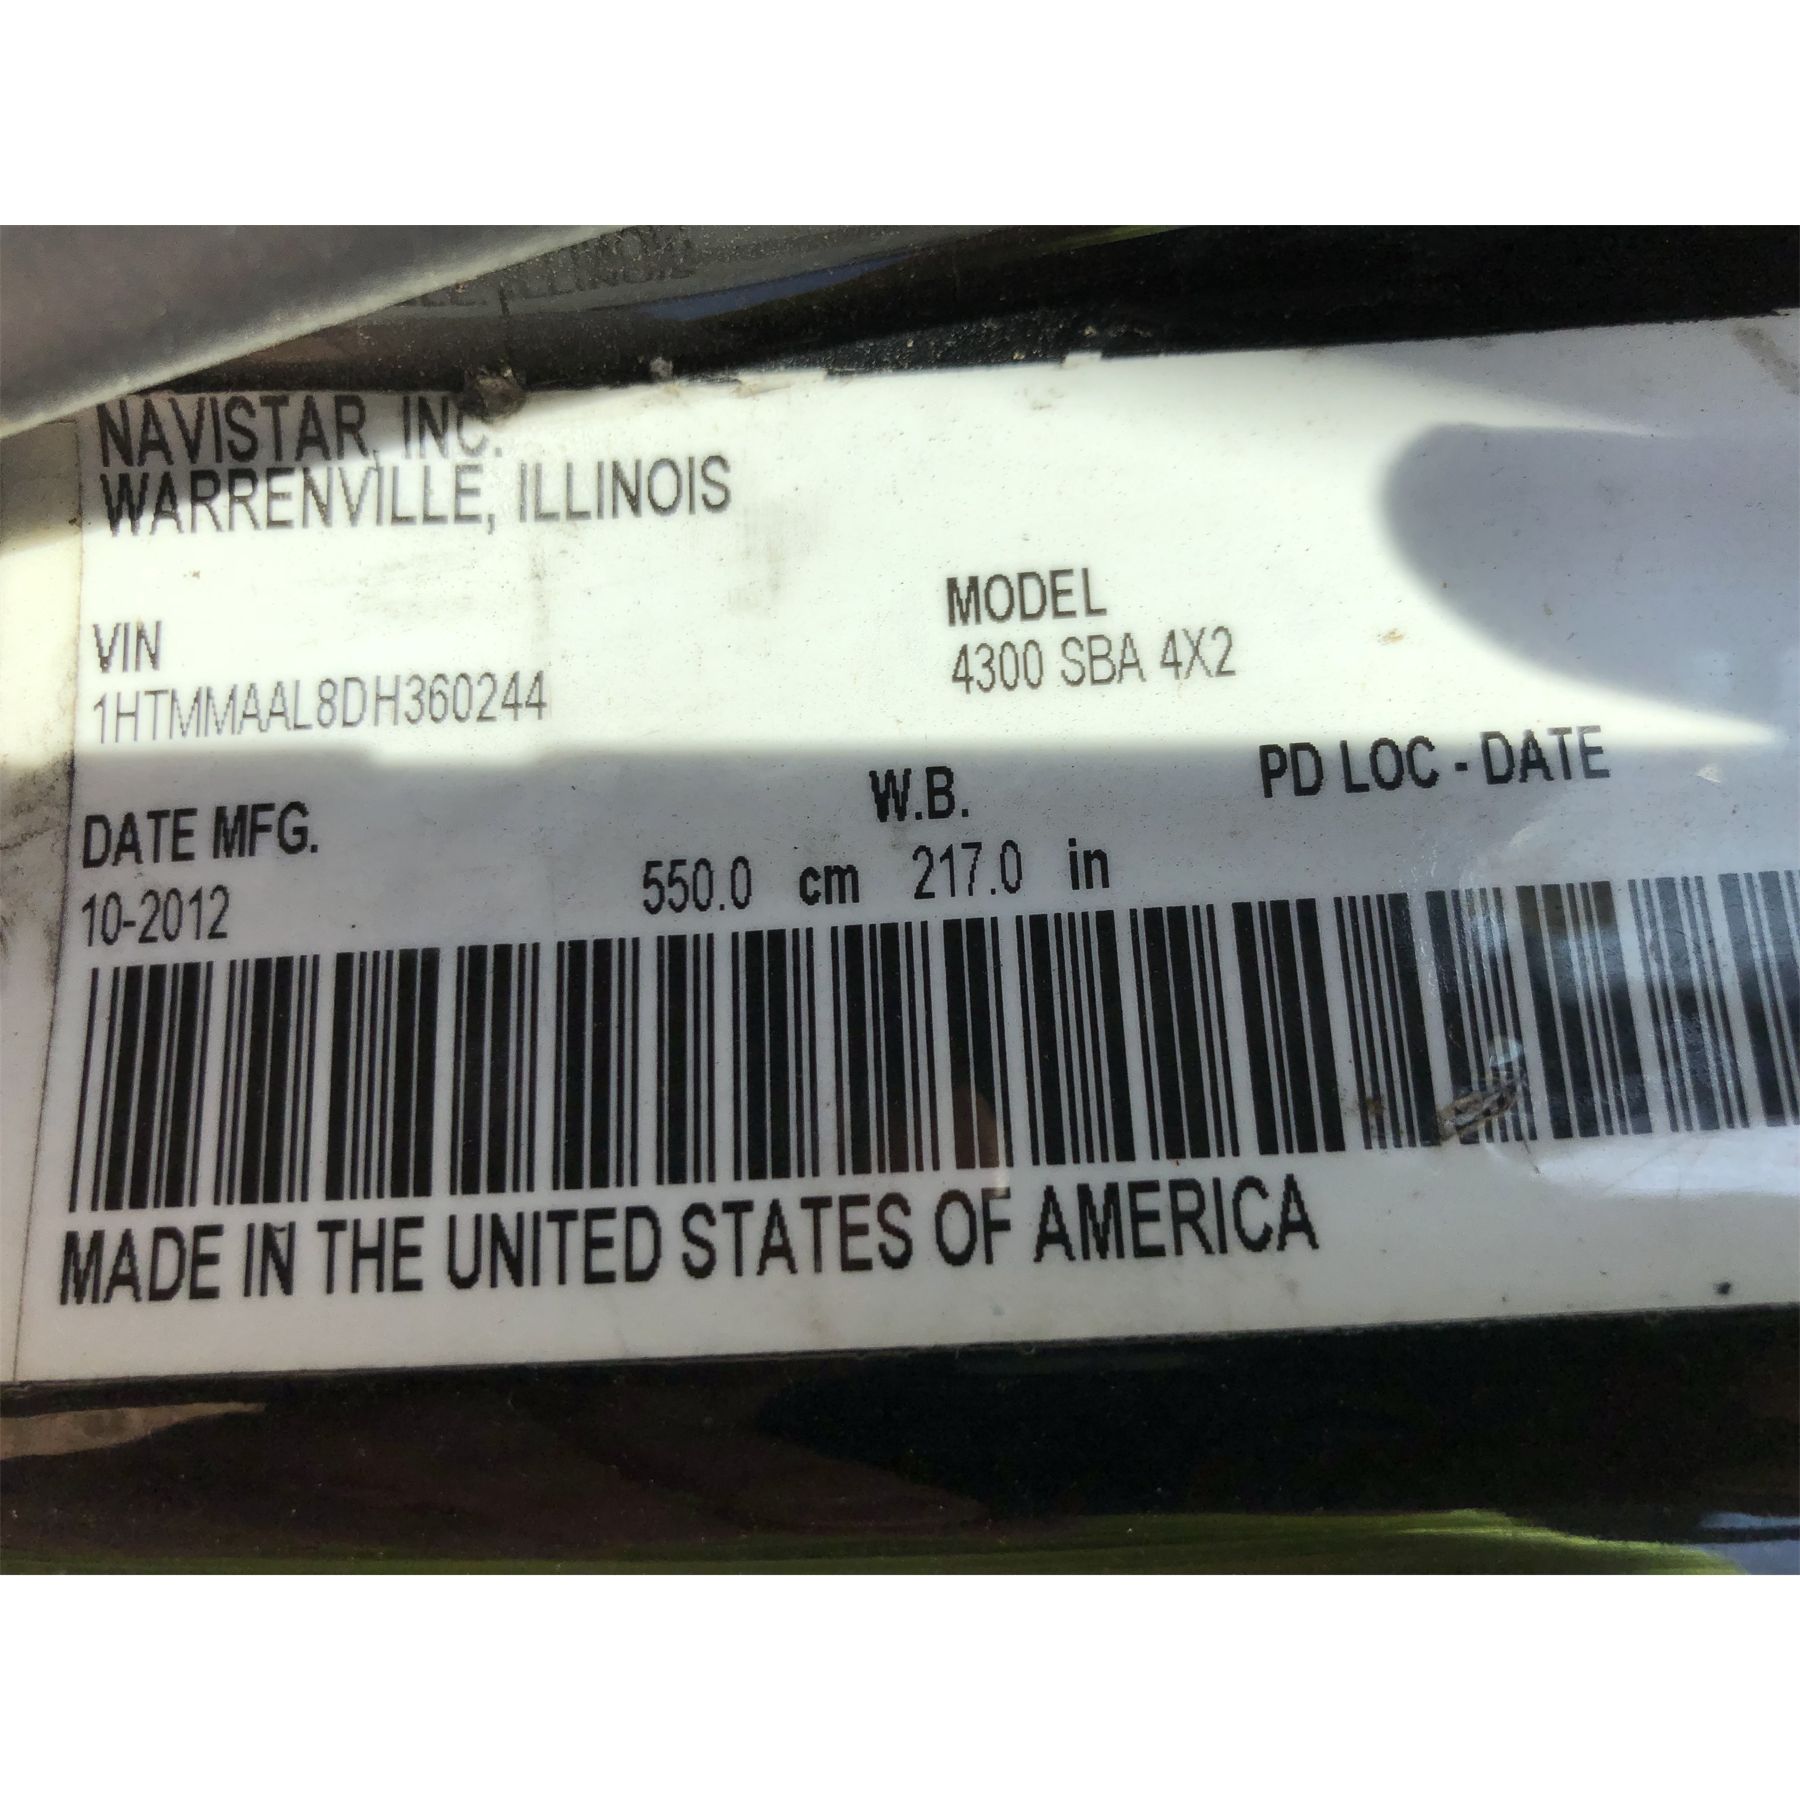 NAVISTAR, INC.
WARRENVILLE, ILLINOIS
VIN
1HTMMAAL8DH360244
MODEL
4300 SBA 4X2
DATE MFG.
10-2012
W.B.
550.0 cm 217.0 in
PD LOC - DATE
MADE IN THE UNITED STATES OF AMERICA